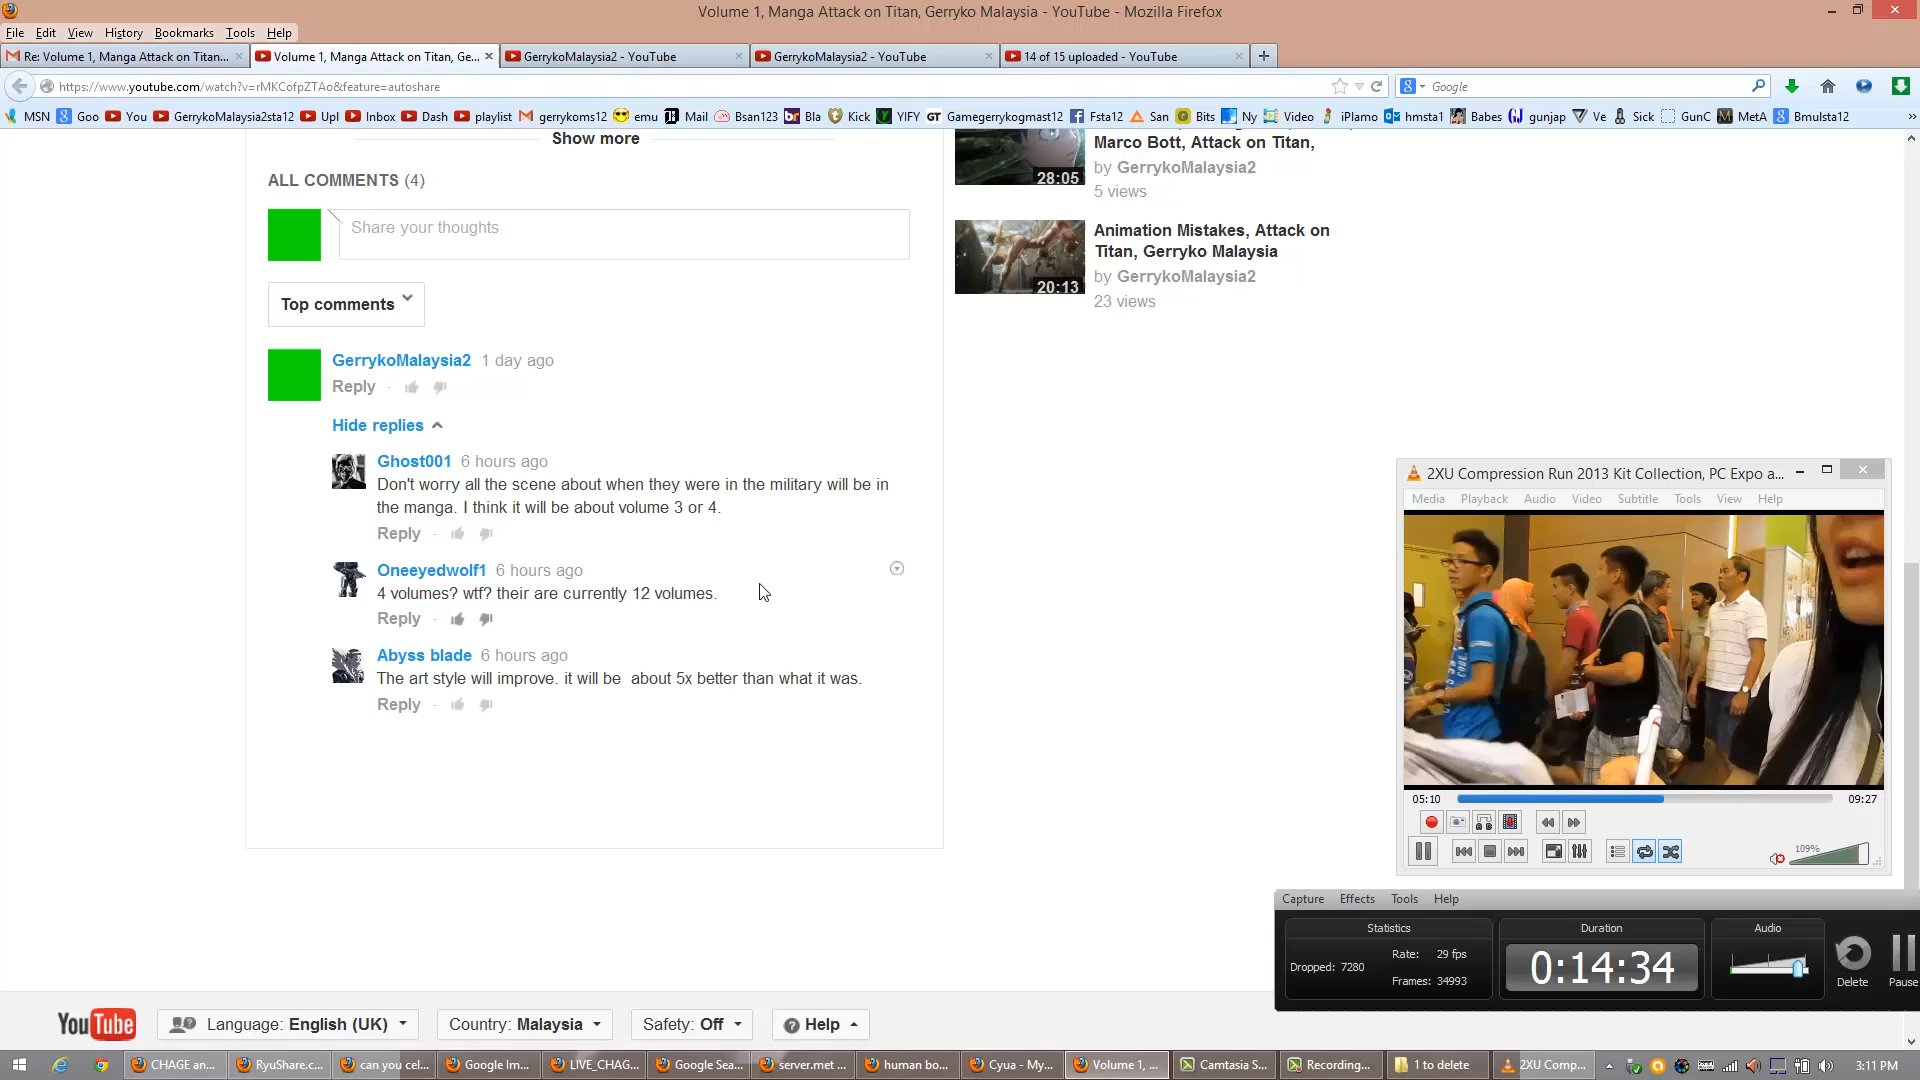 Volume 1, Manga Attack on Titan, Gerryko Malaysia - YouTube - Mozilla Firefox
File Edit View History Bookmarks Tools Help
Re: Volume 1, Manga Attack on Titan...
Volume 1, Manga Attack on Titan, Ge...
GerrykoMalaysia2 - YouTube
GerrykoMalaysia2 - YouTube
14 of 15 uploaded - YouTube
https://www.youtube.com/watch?v=rMKCofpZTAo&feature=autoshare
Google
MSN Goo You GerrykoMalaysia2sta12 Upl Inbox Dash playlist gerrykoms12 emu Mail Bsan123 Bla Kick YIFY Gamegerrykogmast12 Fsta12 San Bits Ny Video iPlamo hmsta1 Babes gunjap Ve Sick GunC MetA Bmulsta12 »
Show more
ALL COMMENTS (4)
Share your thoughts
Top comments
GerrykoMalaysia2 1 day ago
Reply
Hide replies
Ghost001 6 hours ago
Don't worry all the scene about when they were in the military will be in
the manga. I think it will be about volume 3 or 4.
Reply
Oneeyedwolf1 6 hours ago
4 volumes? wtf? their are currently 12 volumes.
Reply
Abyss blade 6 hours ago
The art style will improve. it will be about 5x better than what it was.
Reply
Marco Bott, Attack on Titan,
by GerrykoMalaysia2
5 views
28:05
Animation Mistakes, Attack on
Titan, Gerryko Malaysia
by GerrykoMalaysia2
23 views
20:13
2XU Compression Run 2013 Kit Collection, PC Expo a...
Media Playback Audio Video Subtitle Tools View Help
05:10
09:27
109%
Capture Effects Tools Help
Statistics
Dropped: 7280
Rate: 29 fps
Frames: 34993
Duration
0:14:34
Audio
Delete
Pause
YouTube
Language: English (UK)
Country: Malaysia
Safety: Off
Help
CHAGE an... RyuShare.c... can you cel... Google Im... LIVE_CHAG... Google Sea... server.met ... human bo... Cyua - My... Volume 1, ... Camtasia S... Recording... 1 to delete 2XU Comp... 3:11 PM